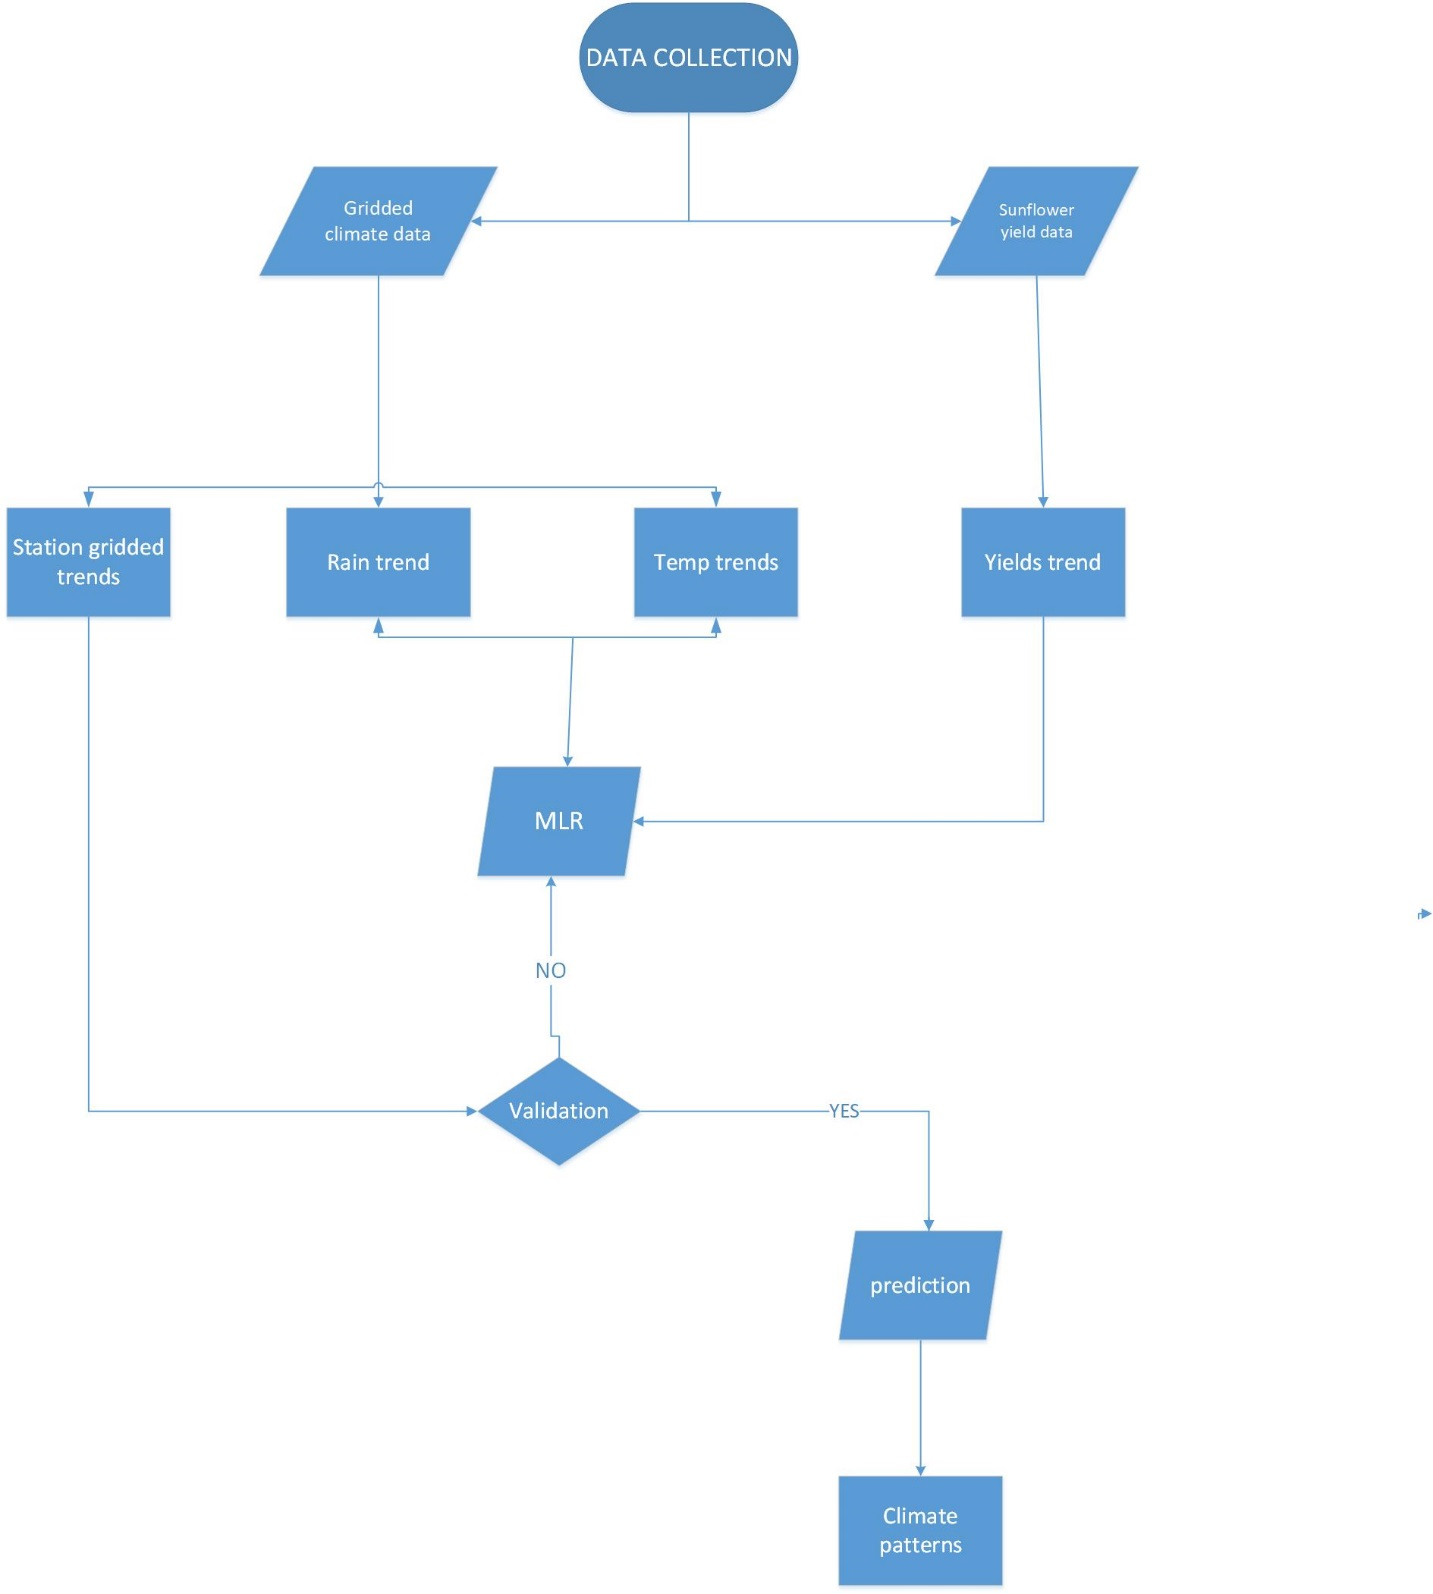 DATA COLLECTION
Gridded
climate data
Sunflower
yield data
Station gridded
trends
Rain trend
Temp trends
Yields trend
MLR
NO
Validation
YES
prediction
Climate
patterns